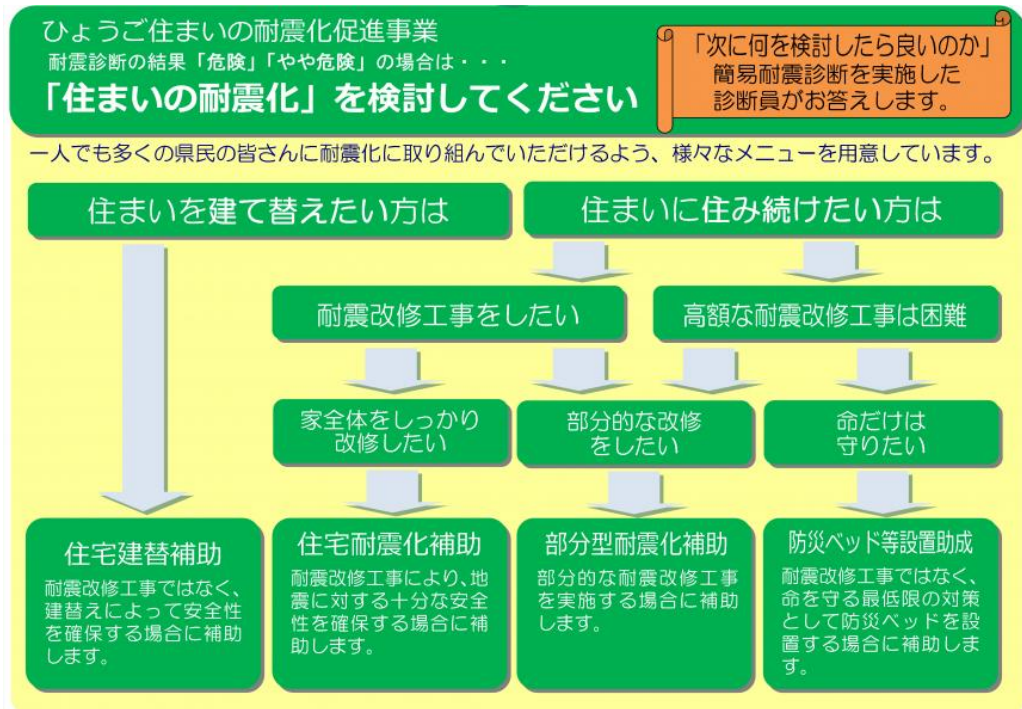 ひょうご住まいの耐震化促進事業
耐震診断の結果「危険」「やや危険」の場合は・・・
「住まいの耐震化」を検討してください
「次に何を検討したら良いのか」
簡易耐震診断を実施した
診断員がお答えします。
一人でも多くの県民の皆さんに耐震化に取り組んでいただけるよう、様々なメニューを用意しています。
住まいを建て替えたい方は
住まいに住み続けたい方は
耐震改修工事をしたい
高額な耐震改修工事は困難
家全体をしっかり
改修したい
部分的な改修
をしたい
命だけは
守りたい
住宅建替補助
耐震改修工事ではなく、
建替えによって安全性
を確保する場合に補助
します。
住宅耐震化補助
耐震改修工事により、地
震に対する十分な安全
性を確保する場合に補
助します。
部分型耐震化補助
部分的な耐震改修工事
を実施する場合に補助
します。
防災ベッド等設置助成
耐震改修工事ではなく、
命を守る最低限の対策
として防災ベッドを設
置する場合に補助しま
す。